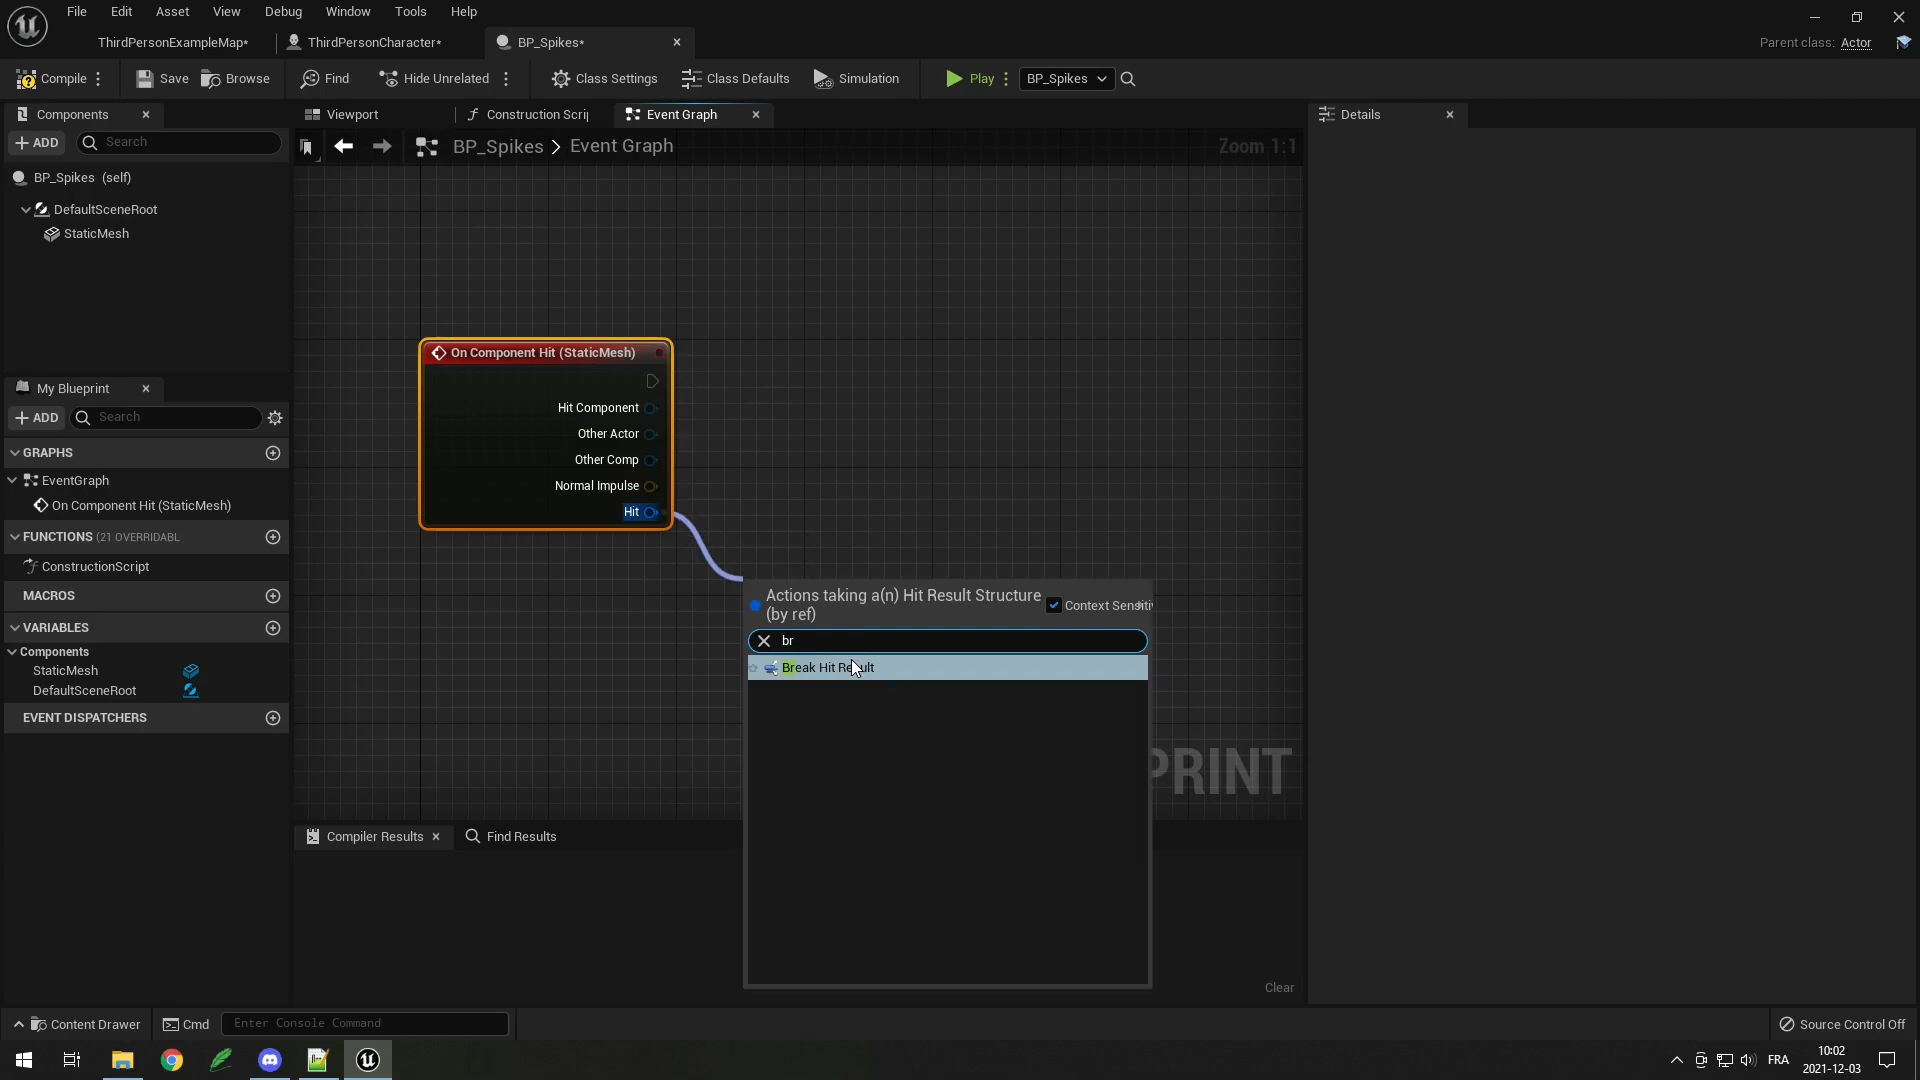 File Edit Asset View Debug Window Tools Help
ThirdPersonExampleMap* ThirdPersonCharacter* BP_Spikes*
Parent class: Actor
Compile Save Browse Find Hide Unrelated Class Settings Class Defaults Simulation Play BP_Spikes
Components
ADD Search
BP_Spikes (self)
DefaultSceneRoot
StaticMesh
My Blueprint
ADD Search
GRAPHS
EventGraph
On Component Hit (StaticMesh)
FUNCTIONS (21 OVERRIDABL
ConstructionScript
MACROS
VARIABLES
Components
StaticMesh
DefaultSceneRoot
EVENT DISPATCHERS
Viewport Construction Scrip Event Graph
BP_Spikes > Event Graph Zoom 1:1
On Component Hit (StaticMesh)
Hit Component
Other Actor
Other Comp
Normal Impulse
Hit
Actions taking a(n) Hit Result Structure
(by ref)
Context Sensitiv
br
Break Hit Result
PRINT
Compiler Results Find Results
Clear
Details
Content Drawer Cmd Enter Console Command Source Control Off
FRA
10:02
2021-12-03